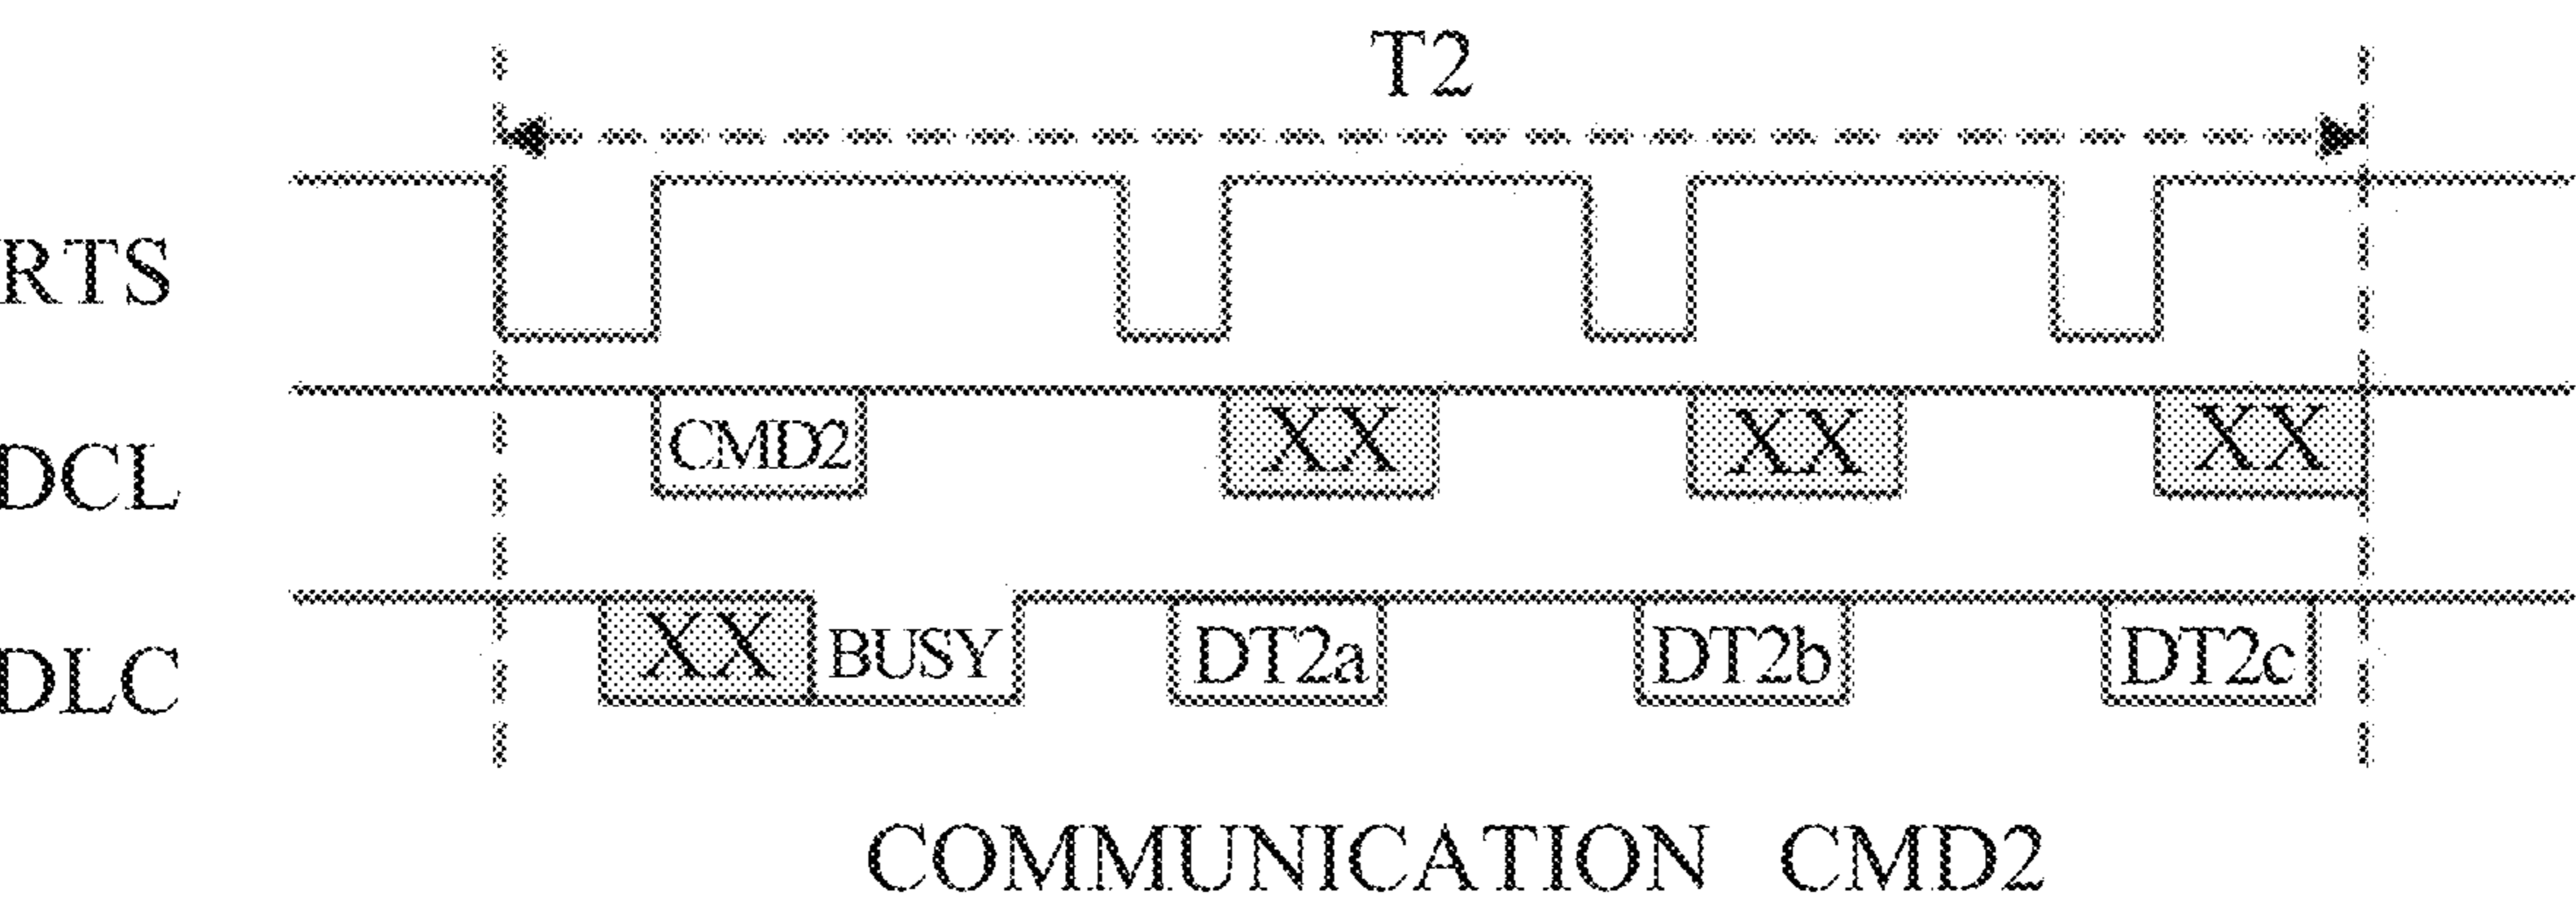 T2
RTS
DCL
CMD2 XX XX XX
DLC
XX BUSY DT2a DT2b DT2c
COMMUNICATION CMD2